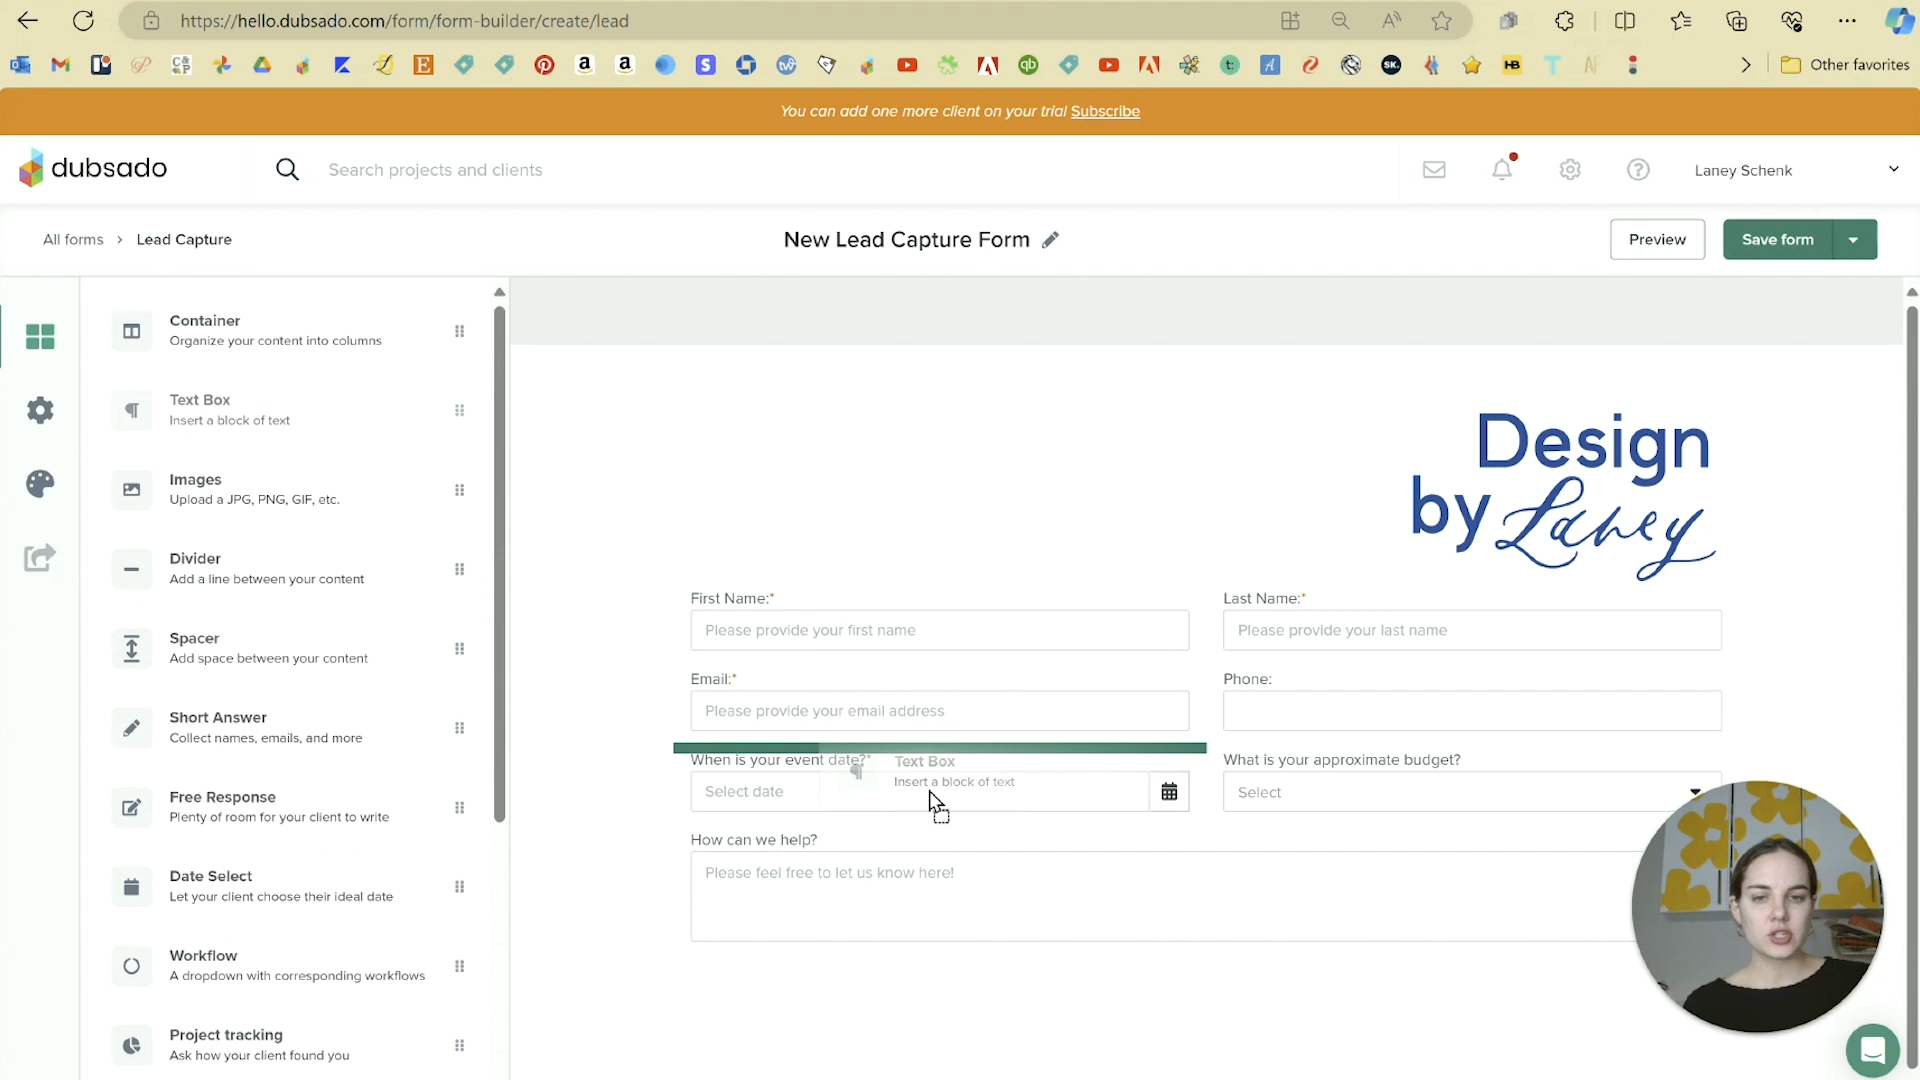 https://hello.dubsado.com/form/form-builder/create/lead
Other favorites
You can add one more client on your trial Subscribe
dubsado
Search projects and clients
Laney Schenk
All forms > Lead Capture
New Lead Capture Form
Preview
Save form
Container
Organize your content into columns
Text Box
Insert a block of text
Images
Upload a JPG, PNG, GIF, etc.
Divider
Add a line between your content
Spacer
Add space between your content
Short Answer
Collect names, emails, and more
Free Response
Plenty of room for your client to write
Date Select
Let your client choose their ideal date
Workflow
A dropdown with corresponding workflows
Project tracking
Ask how your client found you
Design
by Laney
First Name:*
Please provide your first name
Last Name:*
Please provide your last name
Email:*
Please provide your email address
Phone:
When is your event date?*
Select date
Text Box
Insert a block of text
What is your approximate budget?
Select
How can we help?
Please feel free to let us know here!